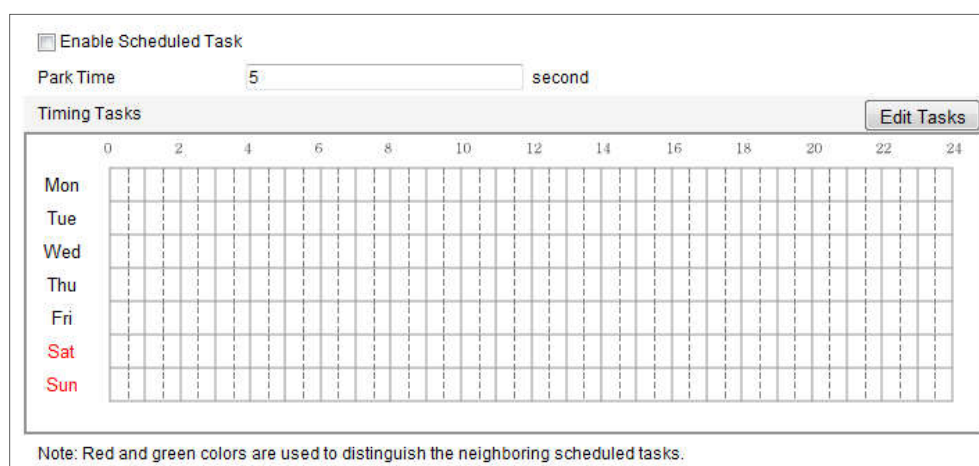 Enable Scheduled Task
Park Time 5 second
Timing Tasks Edit Tasks
0 2 4 6 8 10 12 14 16 18 20 22 24
Mon
Tue
Wed
Thu
Fri
Sat
Sun
Note: Red and green colors are used to distinguish the neighboring scheduled tasks.